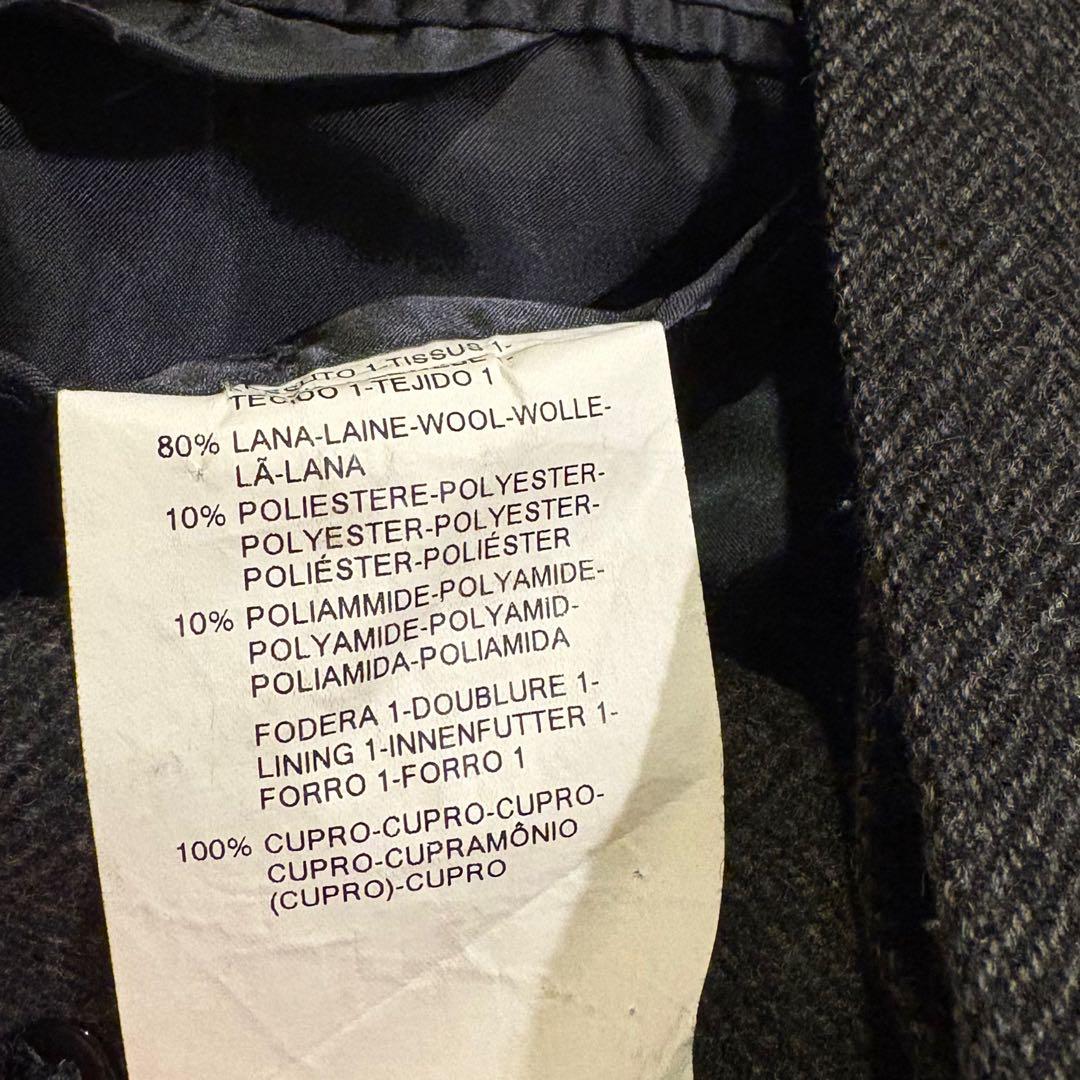 1-TISSUS 1-
TECIDO 1-TEJIDO 1
80% LANA-LAINE-WOOL-WOLLE-
LÃ-LANA
10% POLIESTERE-POLYESTER-
POLYESTER-POLYESTER-
POLIÉSTER-POLIÉSTER
10% POLIAMMIDE-POLYAMIDE-
POLYAMIDE-POLYAMID-
POLIAMIDA-POLIAMIDA
FODERA 1-DOUBLURE 1-
LINING 1-INNENFUTTER 1-
FORRO 1-FORRO 1
100% CUPRO-CUPRO-CUPRO-
CUPRO-CUPRAMÔNIO
(CUPRO)-CUPRO